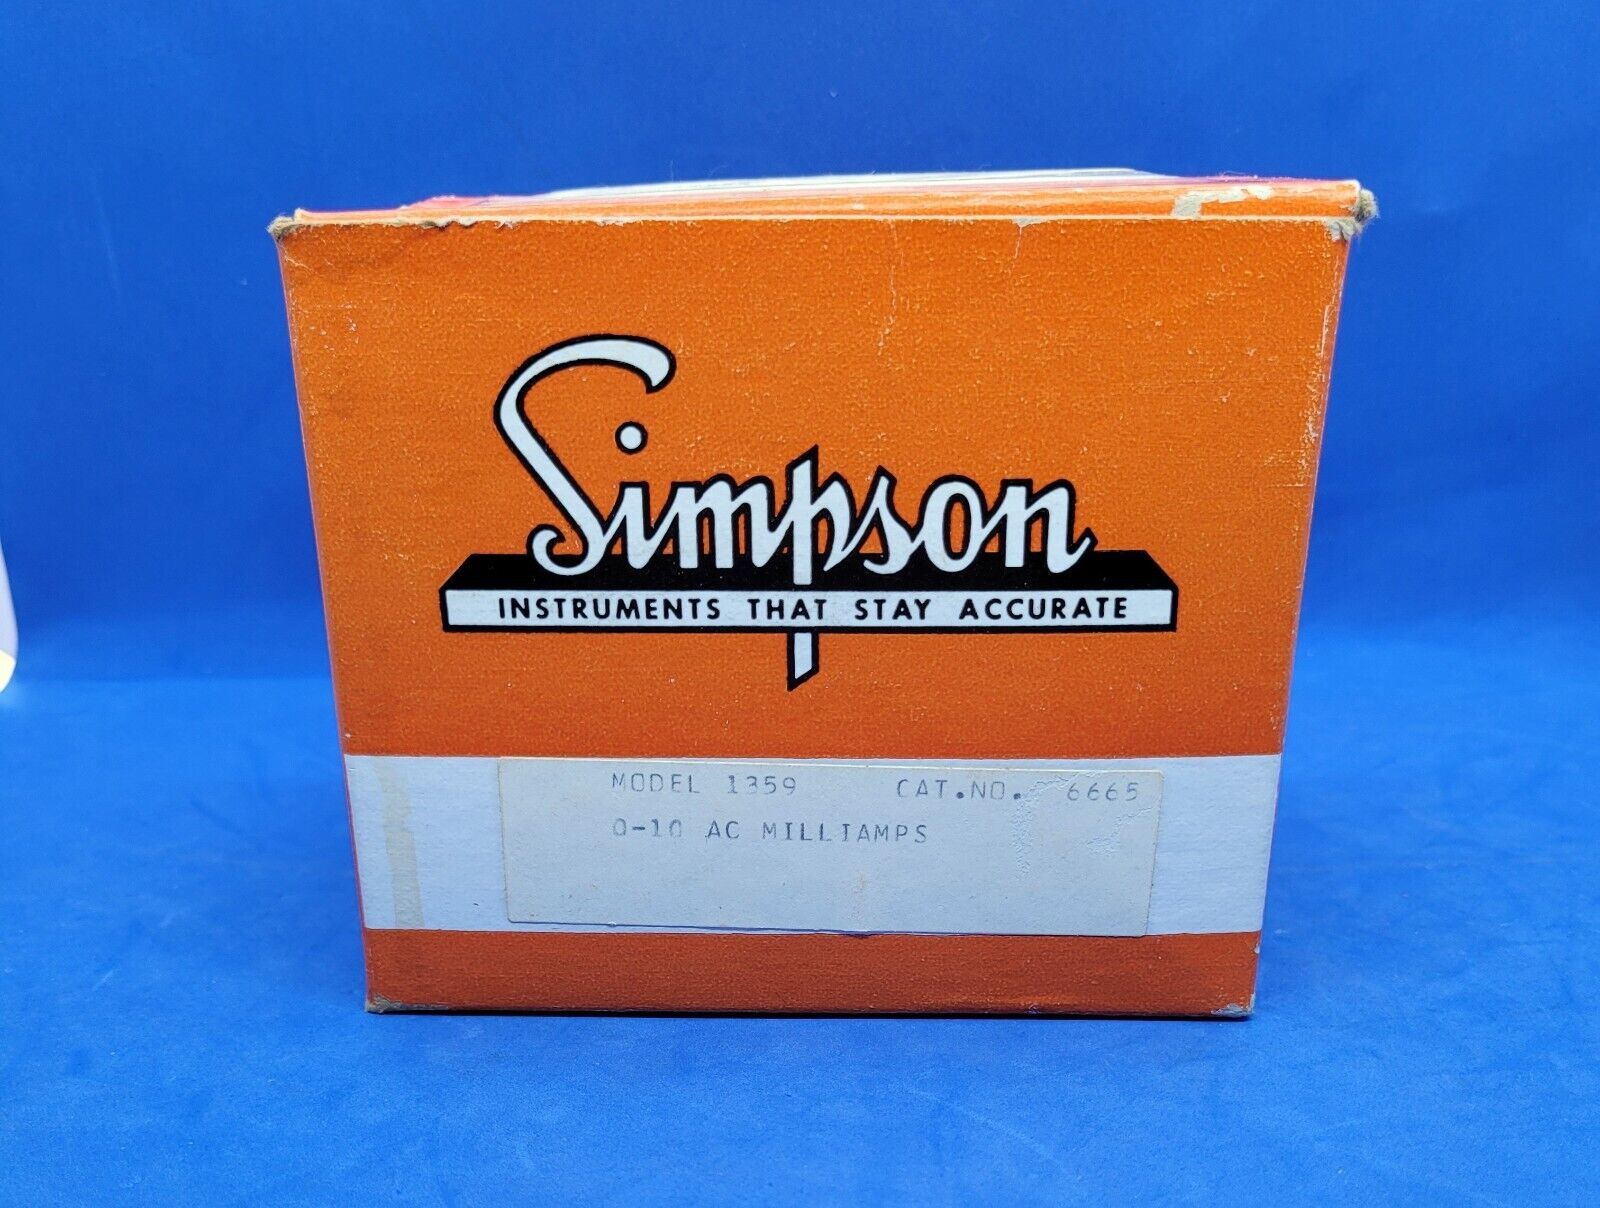 Simpson
INSTRUMENTS THAT STAY ACCURATE
MODEL 1359 CAT.NO. 6665
0-10 AC MILLIAMPS